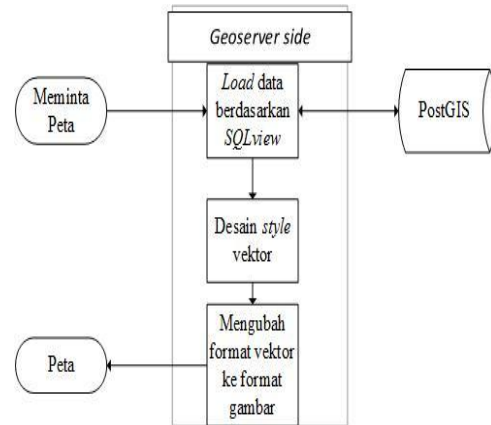 Geoserver side
Meminta
Peta
Load data
berdasarkan
SQLview
PostGIS
Desain style
vektor
Mengubah
format vektor
ke format
gambar
Peta